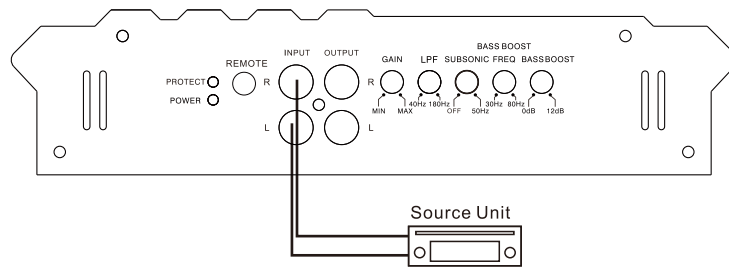 BASS BOOST
INPUT OUTPUT GAIN LPF SUBSONIC FREQ BASS BOOST
REMOTE
PROTECT R R
POWER
MIN MAX 40Hz 180Hz OFF 50Hz 30Hz 80Hz 0dB 12dB
L L
Source Unit